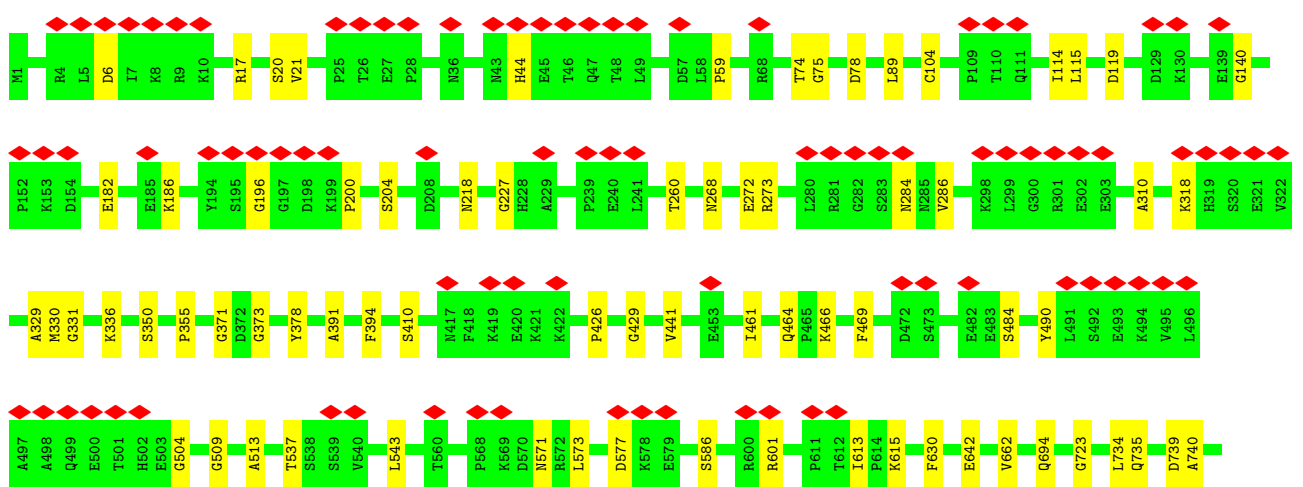 M1 R4 L5 D6 I7 K8 R9 K10 R17 S20 V21 P25 T26 E27 P28 N36 N43 H44 E45 T46 Q47 T48 L49 D57 L58 P59 R68 T74 G75 D78 L89 C104 P109 T110 Q111 I114 L115 D119 D129 K130 E139 G140
P152 K153 D154 E182 E185 K186 Y194 S195 G196 G197 D198 K199 P200 S204 D208 N218 G227 H228 A229 P239 E240 L241 T260 N268 E272 R273 L280 R281 G282 S283 N284 N285 V286 K298 L299 G300 R301 E302 E303 A310 K318 H319 S320 E321 V322
A329 M330 G331 K336 S350 P355 G371 D372 G373 Y378 A391 F394 S410 N417 F418 K419 E420 K421 K422 P426 G429 V441 E453 I461 Q464 P465 K466 F469 D472 S473 E482 E483 S484 Y490 L491 S492 E493 K494 V495 L496
A497 A498 Q499 E500 T501 H502 E503 G504 G509 A513 T537 S538 S539 V540 L543 T560 P568 K569 D570 N571 R572 L573 D577 K578 E579 S586 R600 R601 P611 T612 I613 P614 K615 F630 E642 V662 Q694 G723 L734 Q735 D739 A740